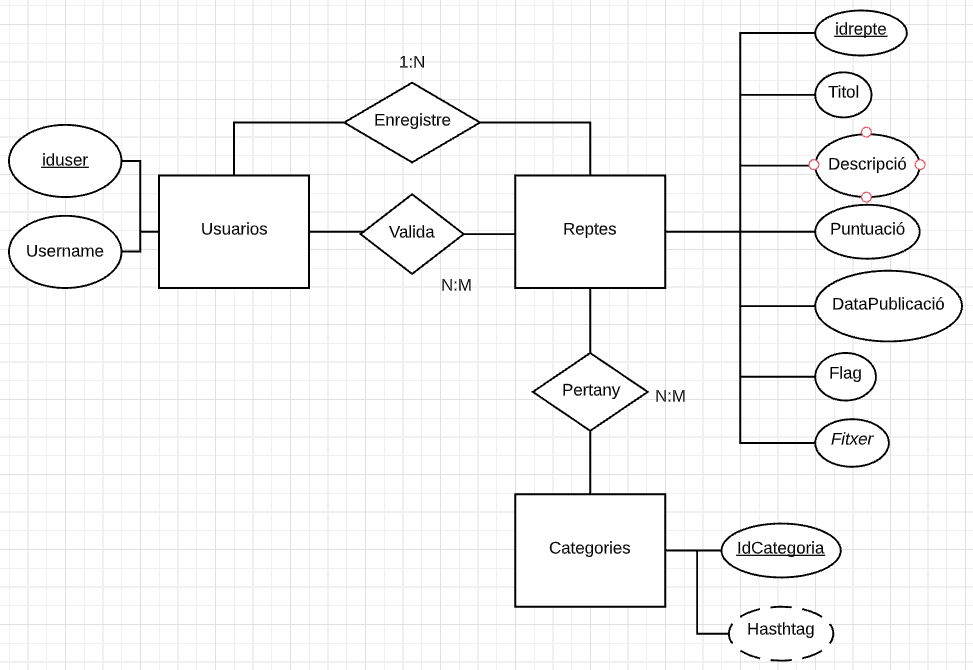 idrepte
1:N
Titol
Enregistre
iduser
Descripció
Usuarios
Valida
Reptes
Puntuació
Username
N:M
DataPublicació
Flag
Pertany
N:M
Fitxer
Categories
IdCategoria
Hasthtag